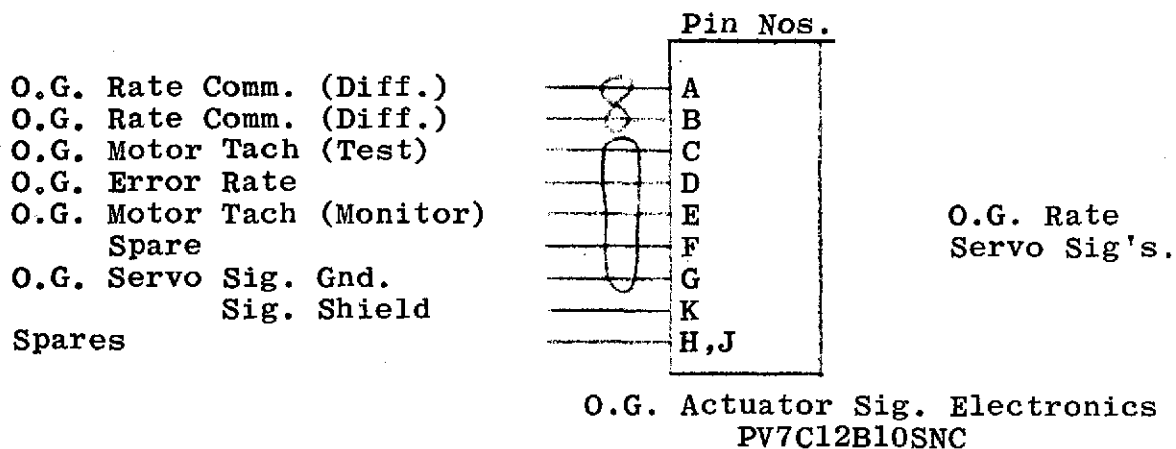 Pin Nos.
O.G. Rate Comm. (Diff.) A
O.G. Rate Comm. (Diff.) B
O.G. Motor Tach (Test) C
O.G. Error Rate D
O.G. Motor Tach (Monitor) E O.G. Rate
Spare F Servo Sig's.
O.G. Servo Sig. Gnd. G
Sig. Shield K
Spares H,J
O.G. Actuator Sig. Electronics
PV7C12B10SNC